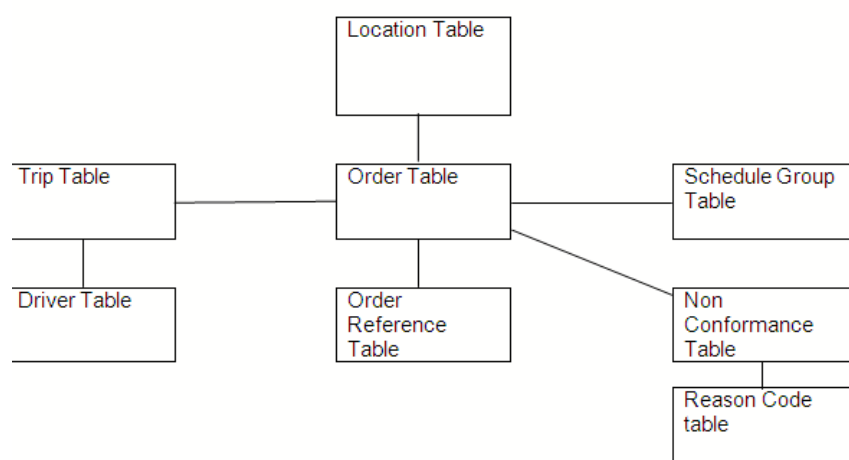 Location Table
Trip Table
Order Table
Schedule Group
Table
Driver Table
Order
Reference
Table
Non
Conformance
Table
Reason Code
table